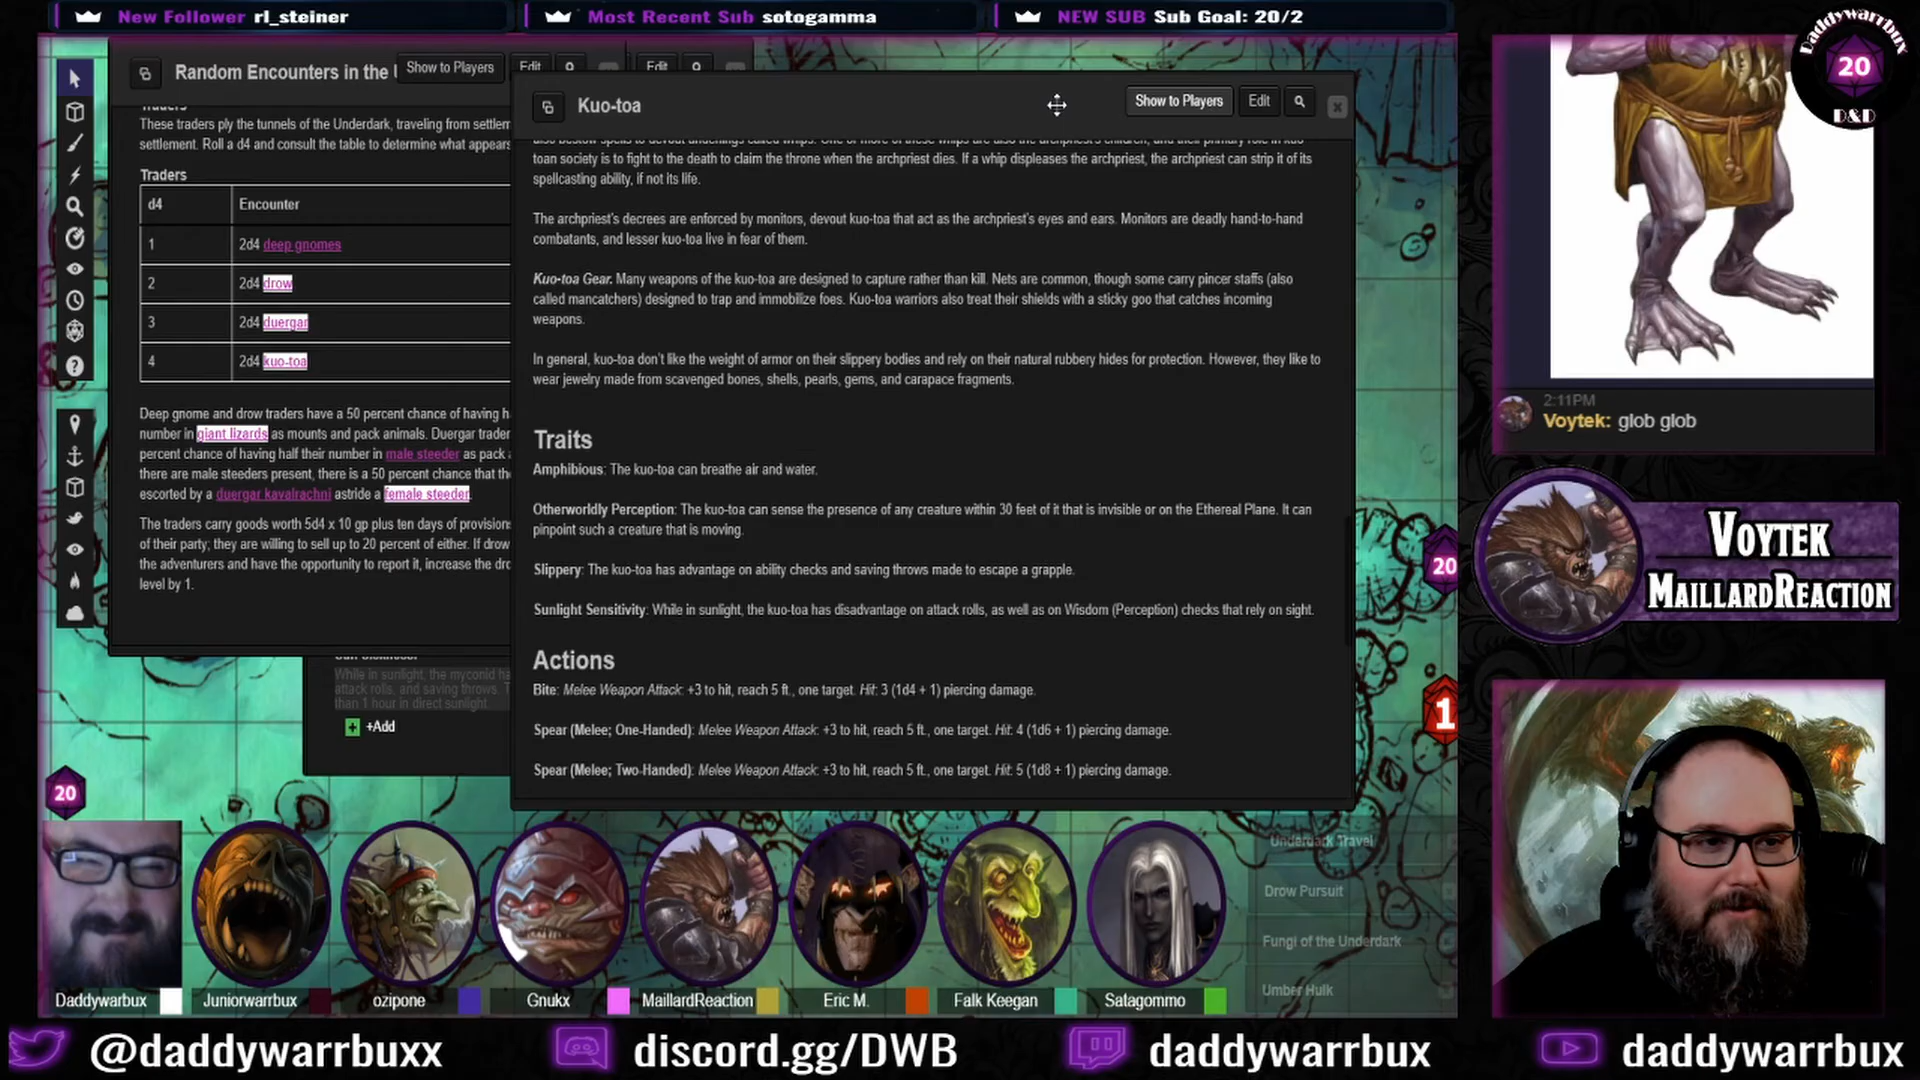 New Follower rl_steiner
Most Recent Sub sotogamma
NEW SUB Sub Goal: 20/2
Daddywarrbux
20
D&D
Random Encounters in the
Show to Players
Edit
Edit
Traders
These traders ply the tunnels of the Underdark, traveling from
settlement. Roll a d4 and consult the table to determine what appears
Traders
d4 Encounter
1 2d4 deep gnomes
2 2d4 drow
3 2d4 duergar
4 2d4 kuo-toa
Deep gnome and drow traders have a 50 percent chance of having
number in giant lizards as mounts and pack animals. Duergar
percent chance of having half their number in male steeder as pack
there are male steeders present, there is a 50 percent chance that
escorted by a duergar kavalrachni astride a female steeder.
The traders carry goods worth 5d4 x 10 gp plus ten days of provisions
of their party; they are willing to sell up to 20 percent of either. If drow
the adventurers and have the opportunity to report it, increase the
level by 1.
While in sunlight, the myconid
attack rolls, and saving throws.
than 1 hour in direct sunlight.
+Add
Kuo-toa
Show to Players
Edit
toan society is to fight to the death to claim the throne when the archpriest dies. If a whip displeases the archpriest, the archpriest can strip it of its
spellcasting ability, if not its life.
The archpriest's decrees are enforced by monitors, devout kuo-toa that act as the archpriest's eyes and ears. Monitors are deadly hand-to-hand
combatants, and lesser kuo-toa live in fear of them.
Kuo-toa Gear. Many weapons of the kuo-toa are designed to capture rather than kill. Nets are common, though some carry pincer staffs (also
called mancatchers) designed to trap and immobilize foes. Kuo-toa warriors also treat their shields with a sticky goo that catches incoming
weapons.
In general, kuo-toa don't like the weight of armor on their slippery bodies and rely on their natural rubbery hides for protection. However, they like to
wear jewelry made from scavenged bones, shells, pearls, gems, and carapace fragments.
Traits
Amphibious: The kuo-toa can breathe air and water.
Otherworldly Perception: The kuo-toa can sense the presence of any creature within 30 feet of it that is invisible or on the Ethereal Plane. It can
pinpoint such a creature that is moving.
Slippery: The kuo-toa has advantage on ability checks and saving throws made to escape a grapple.
Sunlight Sensitivity: While in sunlight, the kuo-toa has disadvantage on attack rolls, as well as on Wisdom (Perception) checks that rely on sight.
Actions
Bite: Melee Weapon Attack: +3 to hit, reach 5 ft., one target. Hit: 3 (1d4 + 1) piercing damage.
Spear (Melee; One-Handed): Melee Weapon Attack: +3 to hit, reach 5 ft., one target. Hit: 4 (1d6 + 1) piercing damage.
Spear (Melee; Two-Handed): Melee Weapon Attack: +3 to hit, reach 5 ft., one target. Hit: 5 (1d8 + 1) piercing damage.
2:11PM
Voytek: glob glob
Voytek
MaillardReaction
20
1
20
Underdark Travel
Drow Pursuit
Fungi of the Underdark
Umber Hulk
Daddywarbux
Juniorwarrbux
ozipone
Gnukx
MaillardReaction
Eric M.
Falk Keegan
Satagommo
@daddywarrbuxx
discord.gg/DWB
daddywarrbux
daddywarrbux